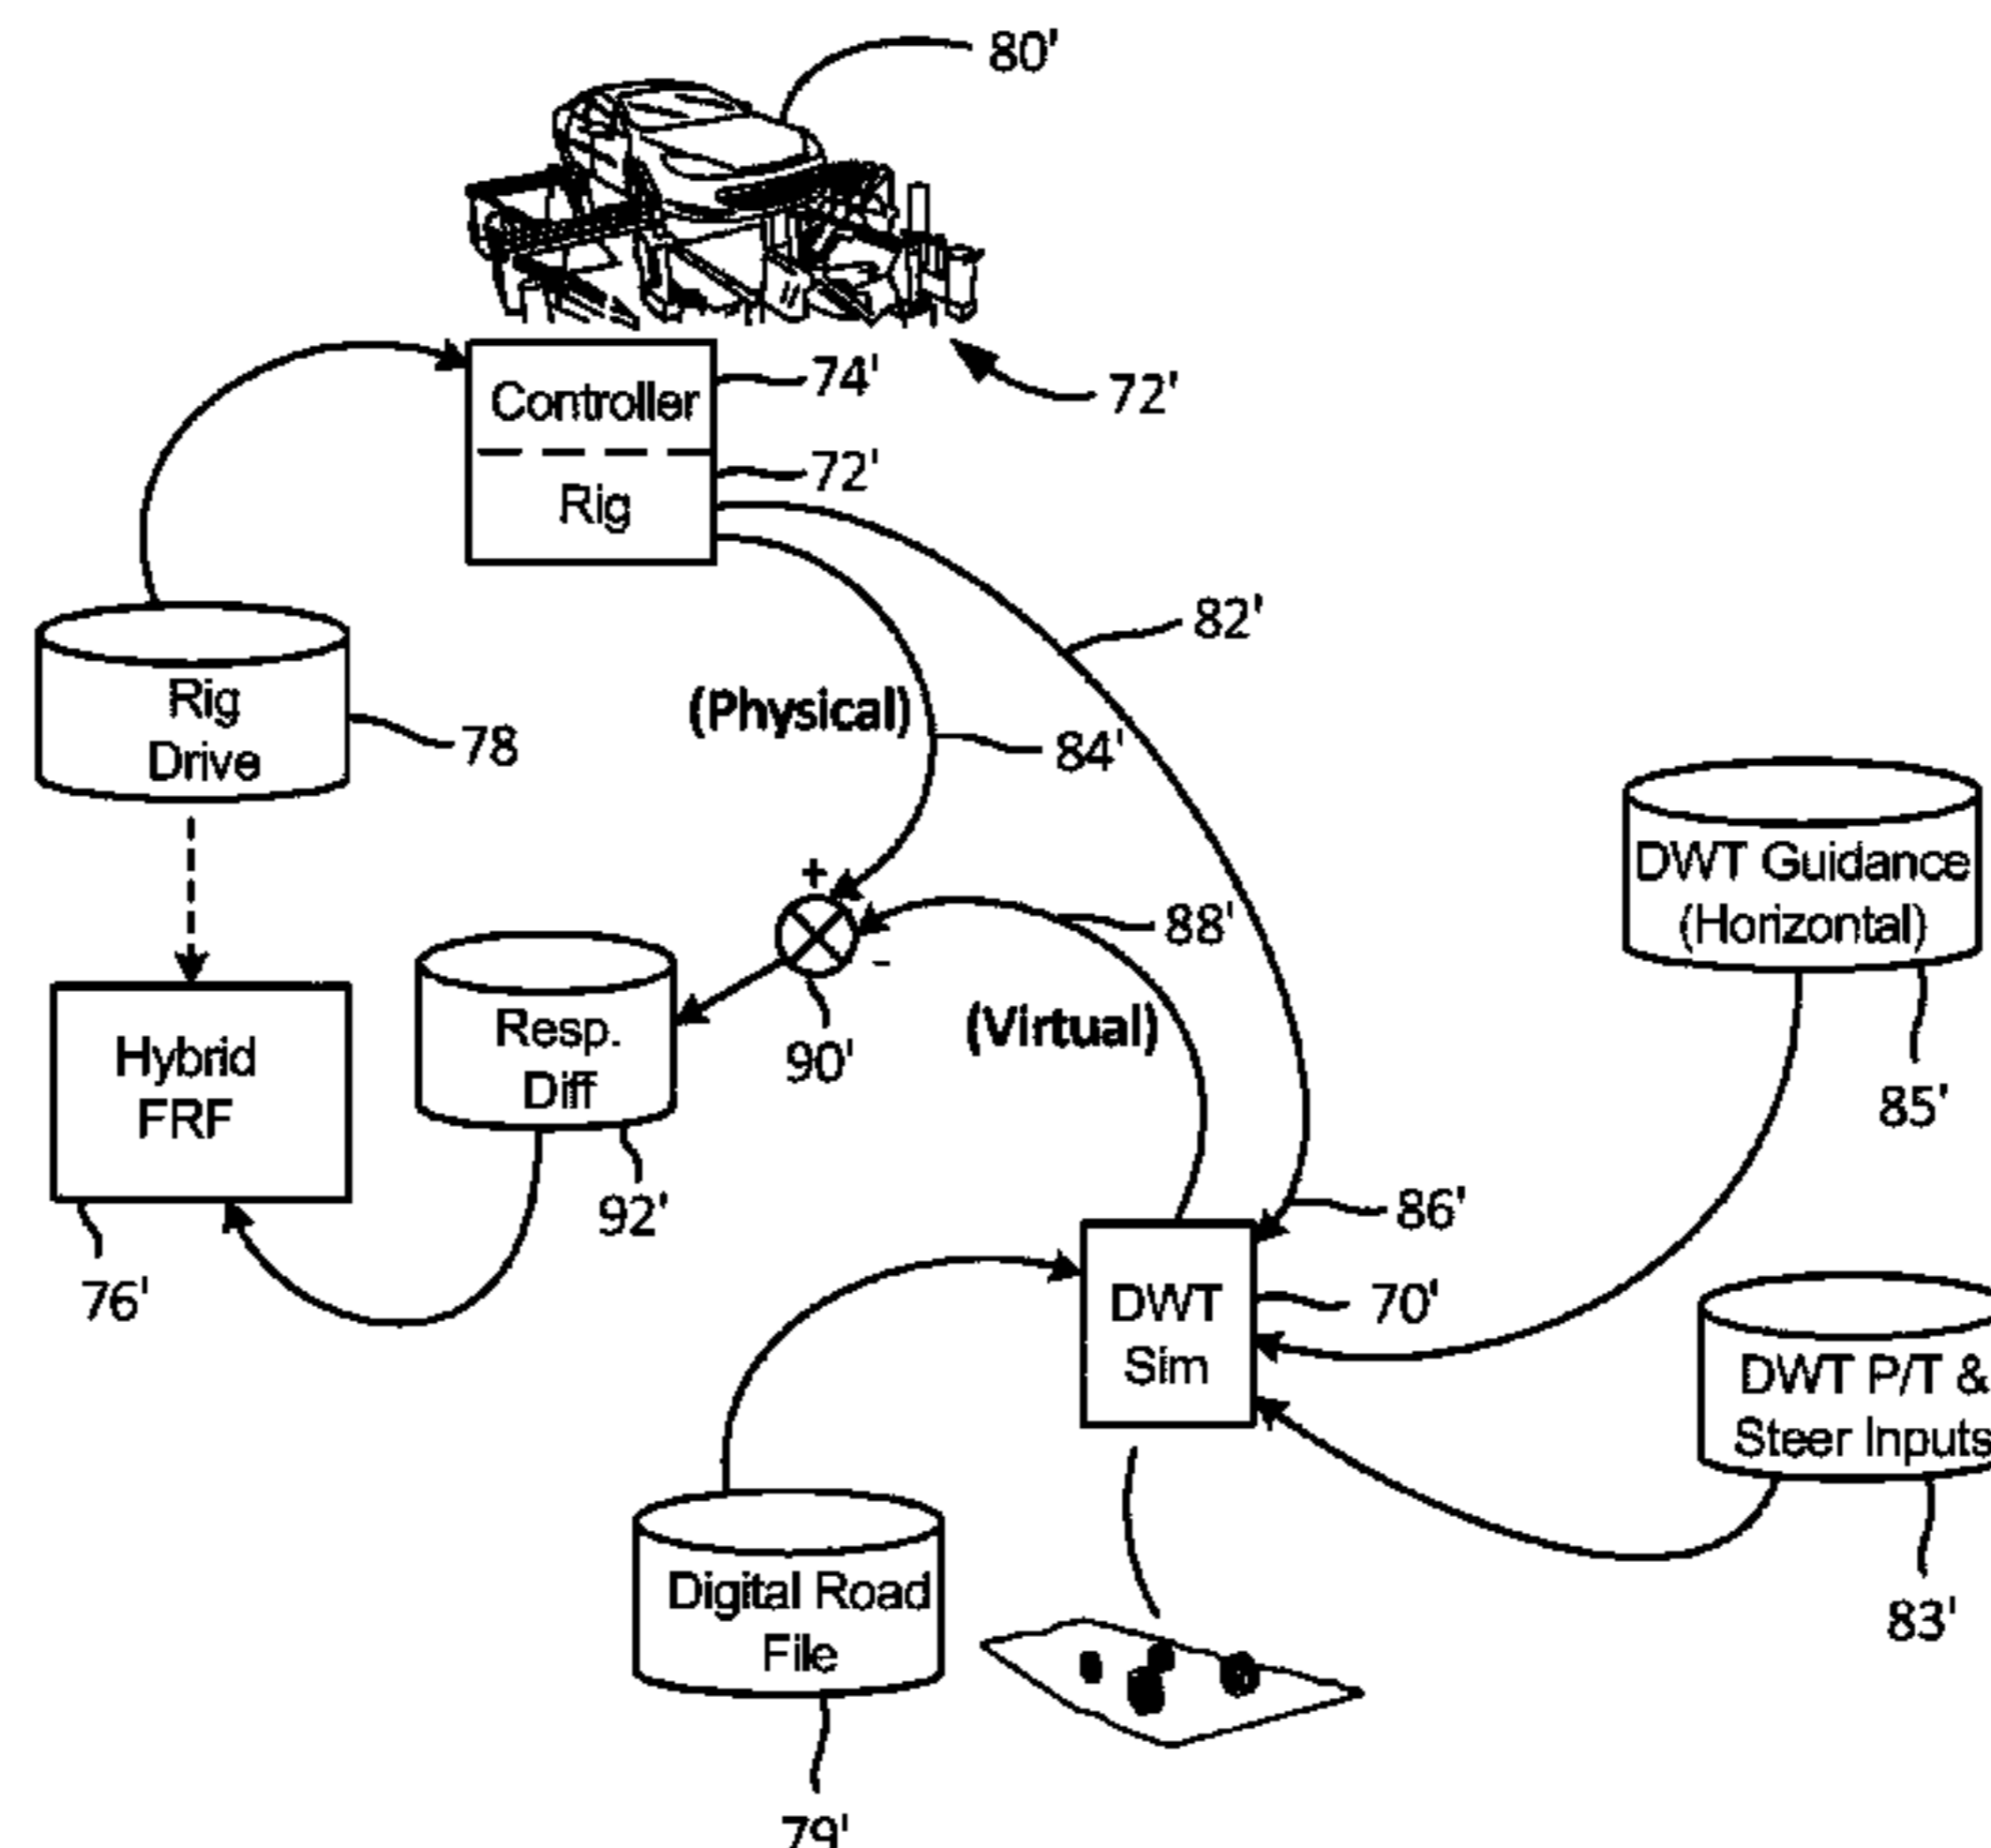 80'
Controller
74'
72'
72'
Rig
82'
Rig
Drive
78
(Physical)
84'
DWT Guidance
(Horizontal)
+
88'
-
Resp.
Diff
90'
(Virtual)
Hybrid
FRF
85'
92'
86'
76'
DWT
Sim
70'
DWT P/T &
Steer Inputs
Digital Road
File
83'
79'